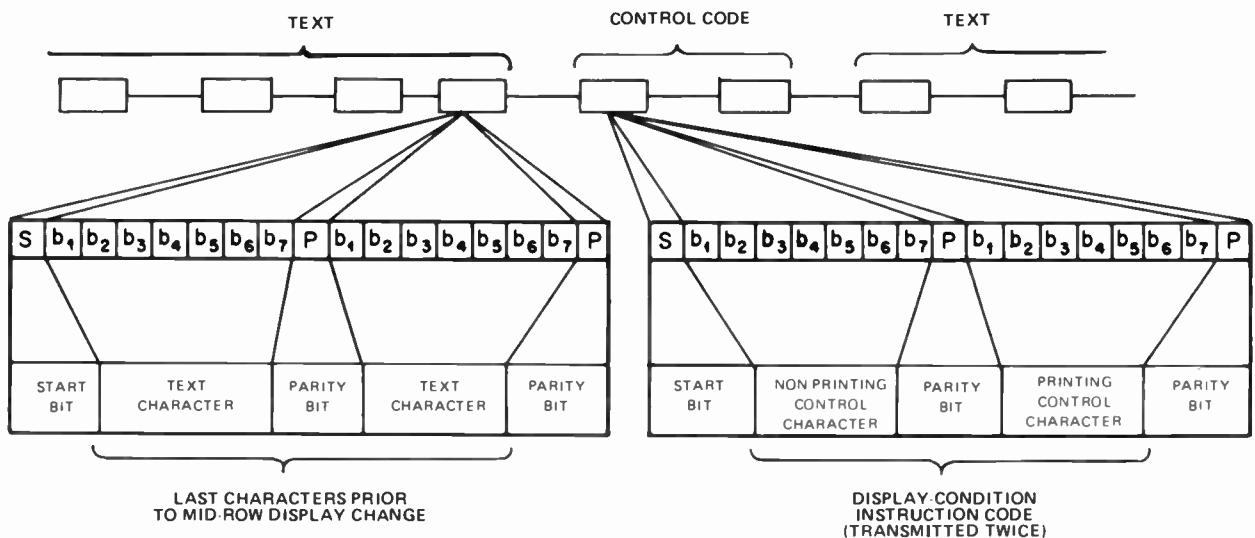 TEXT
CONTROL CODE
TEXT
S b1 b2 b3 b4 b5 b6 b7 P b1 b2 b3 b4 b5 b6 b7 P
S b1 b2 b3 b4 b5 b6 b7 P b1 b2 b3 b4 b5 b6 b7 P
START
BIT
TEXT
CHARACTER
PARITY
BIT
TEXT
CHARACTER
PARITY
BIT
START
BIT
NON PRINTING
CONTROL
CHARACTER
PARITY
BIT
PRINTING
CONTROL
CHARACTER
PARITY
BIT
LAST CHARACTERS PRIOR
TO MID-ROW DISPLAY CHANGE
DISPLAY-CONDITION
INSTRUCTION CODE
(TRANSMITTED TWICE)